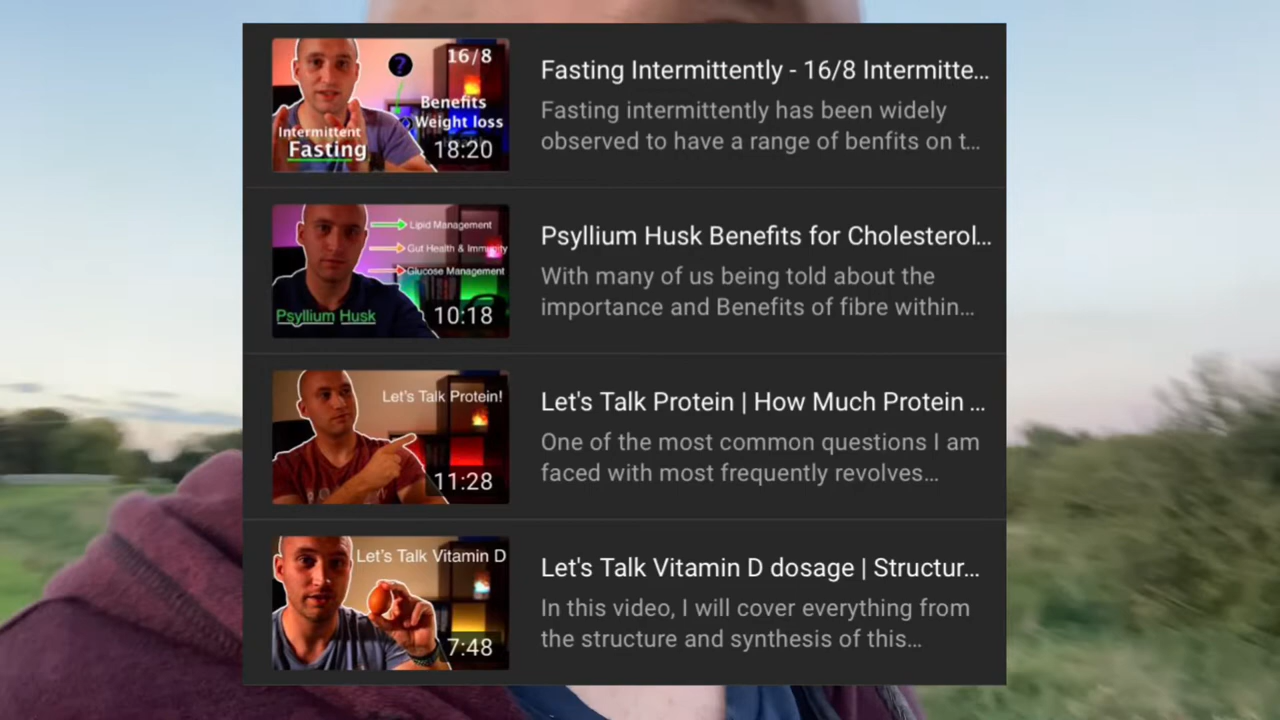 16/8
Benefits
Weight loss
Intermittent
Fasting
18:20
Fasting Intermittently - 16/8 Intermitte...
Fasting intermittently has been widely
observed to have a range of benfits on t...
Lipid Management
Gut Health & Immunity
Glucose Management
Psyllium Husk
10:18
Psyllium Husk Benefits for Cholesterol...
With many of us being told about the
importance and Benefits of fibre within...
Let's Talk Protein!
11:28
Let's Talk Protein | How Much Protein ...
One of the most common questions I am
faced with most frequently revolves...
Let's Talk Vitamin D
7:48
Let's Talk Vitamin D dosage | Structur...
In this video, I will cover everything from
the structure and synthesis of this...